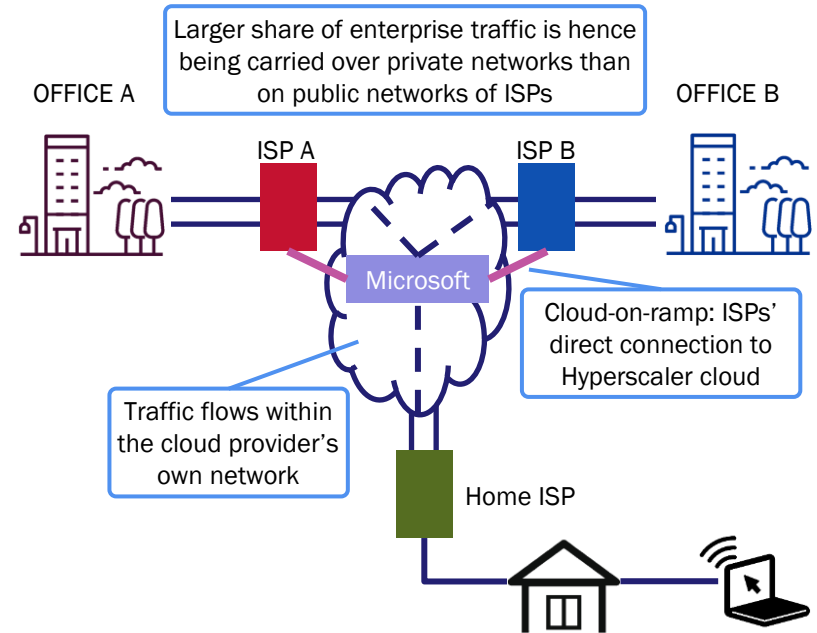 Larger share of enterprise traffic is hence
being carried over private networks than
on public networks of ISPs
OFFICE A
OFFICE B
ISP A
ISP B
Microsoft
Cloud-on-ramp: ISPs’
direct connection to
Hyperscaler cloud
Traffic flows within
the cloud provider’s
own network
Home ISP